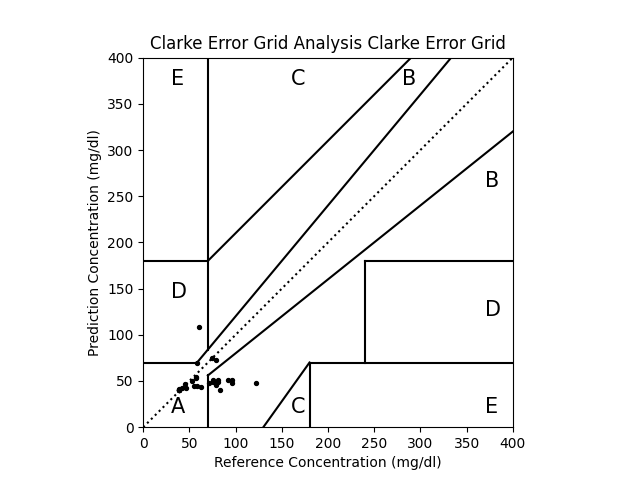 Clarke Error Grid Analysis Clarke Error Grid
400
E
C
B
350
300
B
250
200
150
D
D
100
50
A
C
E
0
0
50
100
150
200
250
300
350
400
Prediction Concentration (mg/dl)
Reference Concentration (mg/dl)